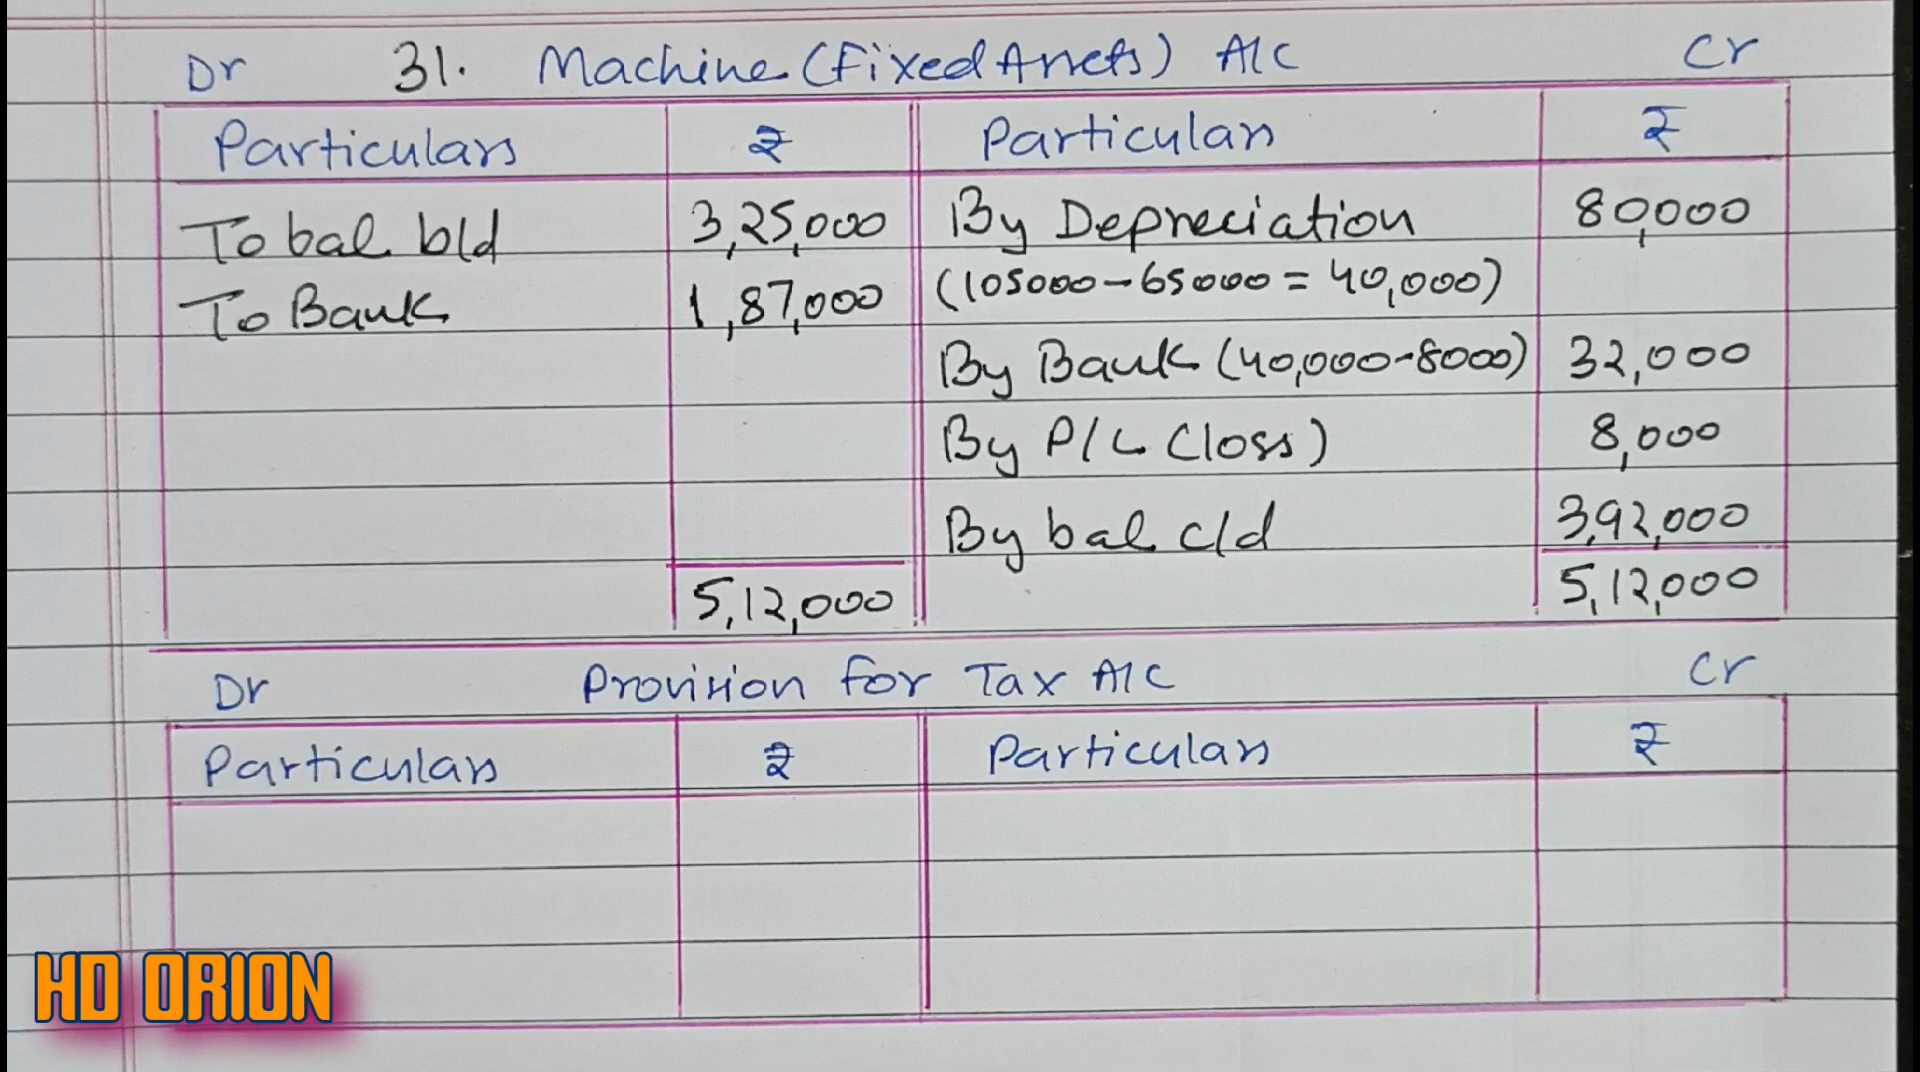 Dr 31. Machine (Fixed Assets) A/C Cr
Particulars ₹ Particulars ₹
To bal b/d 3,25,000 By Depreciation 80,000
(105000-65000 = 40,000)
To Bank 1,87,000
By Bank (40,000-8000) 32,000
By P/L (loss) 8,000
By bal c/d 3,92,000
5,12,000 5,12,000
Dr Provision for Tax A/C Cr
Particulars ₹ Particulars ₹
HD ORION